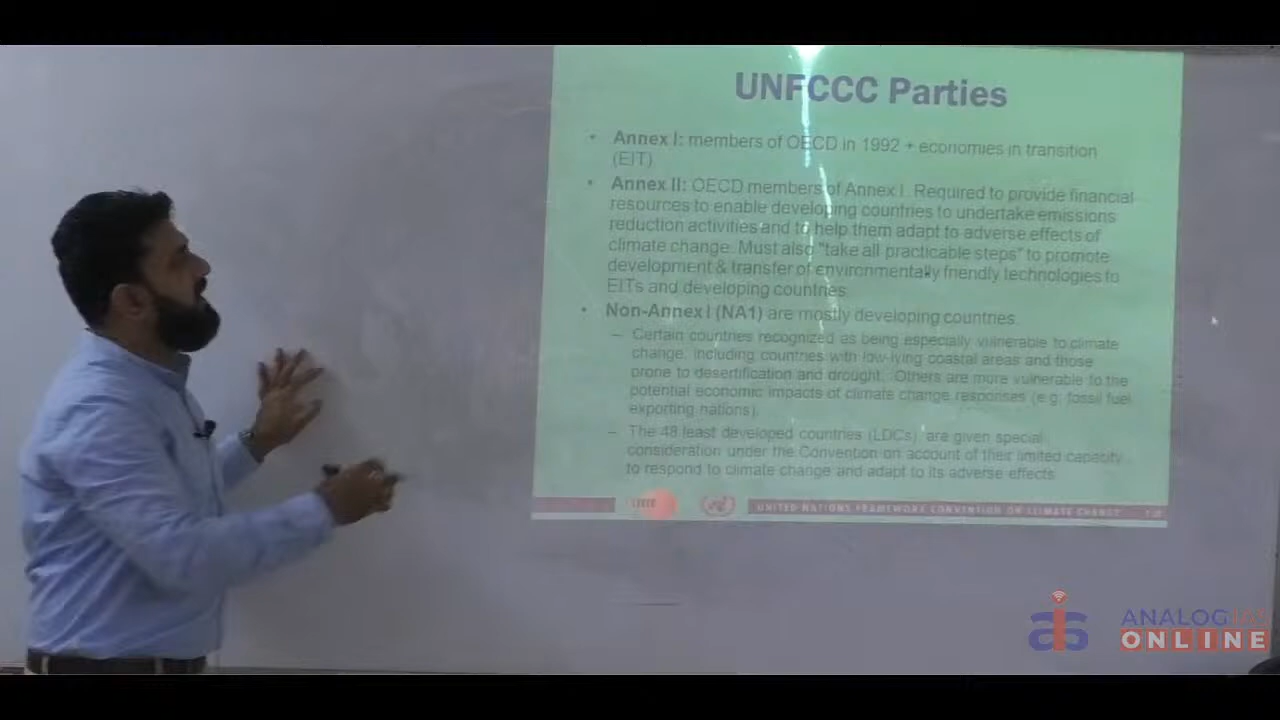 UNFCCC Parties
• Annex I: members of OECD in 1992 + economies in transition
(EIT)
• Annex II: OECD members of Annex I. Required to provide financial
resources to enable developing countries to undertake emissions
reduction activities and to help them adapt to adverse effects of
climate change. Must also "take all practicable steps" to promote
development & transfer of environmentally friendly technologies to
EITs and developing countries.
• Non-Annex I (NA1) are mostly developing countries.
– Certain countries recognized as being especially vulnerable to climate
change, including countries with low-lying coastal areas and those
prone to desertification and drought. Others are more vulnerable to the
potential economic impacts of climate change responses (e.g. fossil fuel
exporting nations).
– The 48 least developed countries (LDCs) are given special
consideration under the Convention on account of their limited capacity
to respond to climate change and adapt to its adverse effects.
UNITED NATIONS FRAMEWORK CONVENTION ON CLIMATE CHANGE
ANALOG IAS
ONLINE